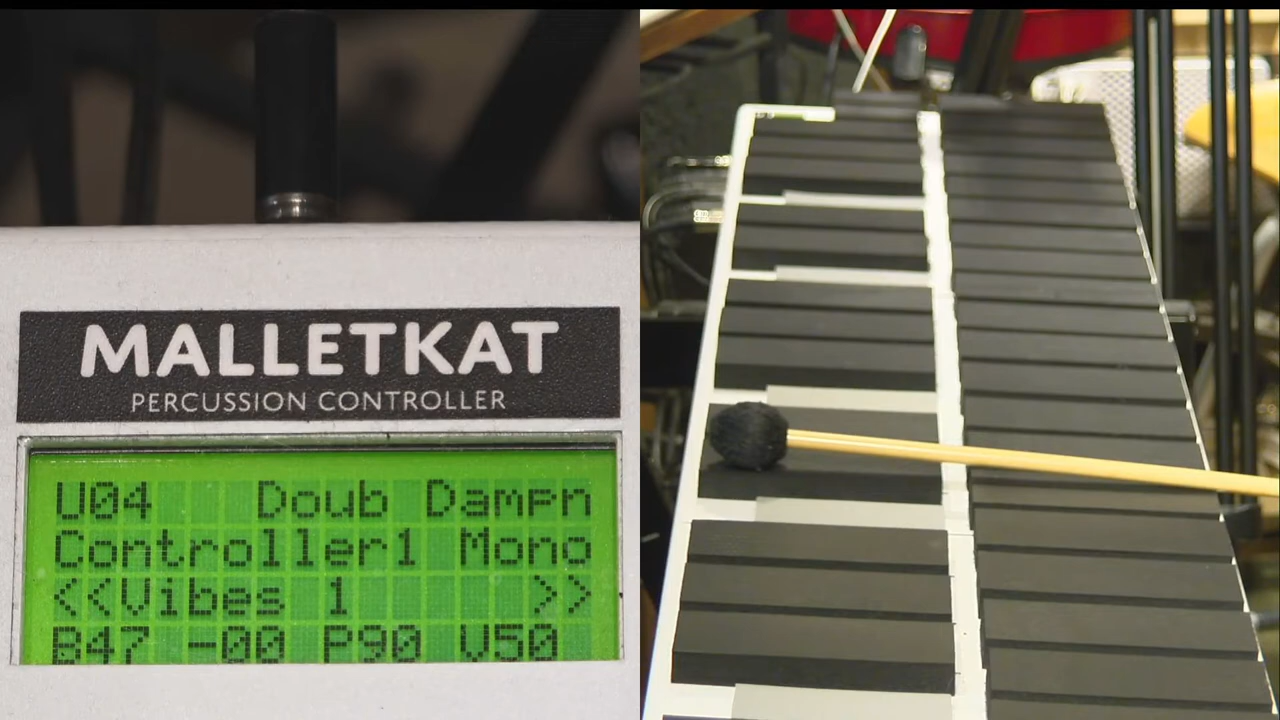 MALLETKAT
PERCUSSION CONTROLLER
U04 Doub Dampn
Controller1 Mono
<<Vibes 1 >>
B47 -00 P90 V50